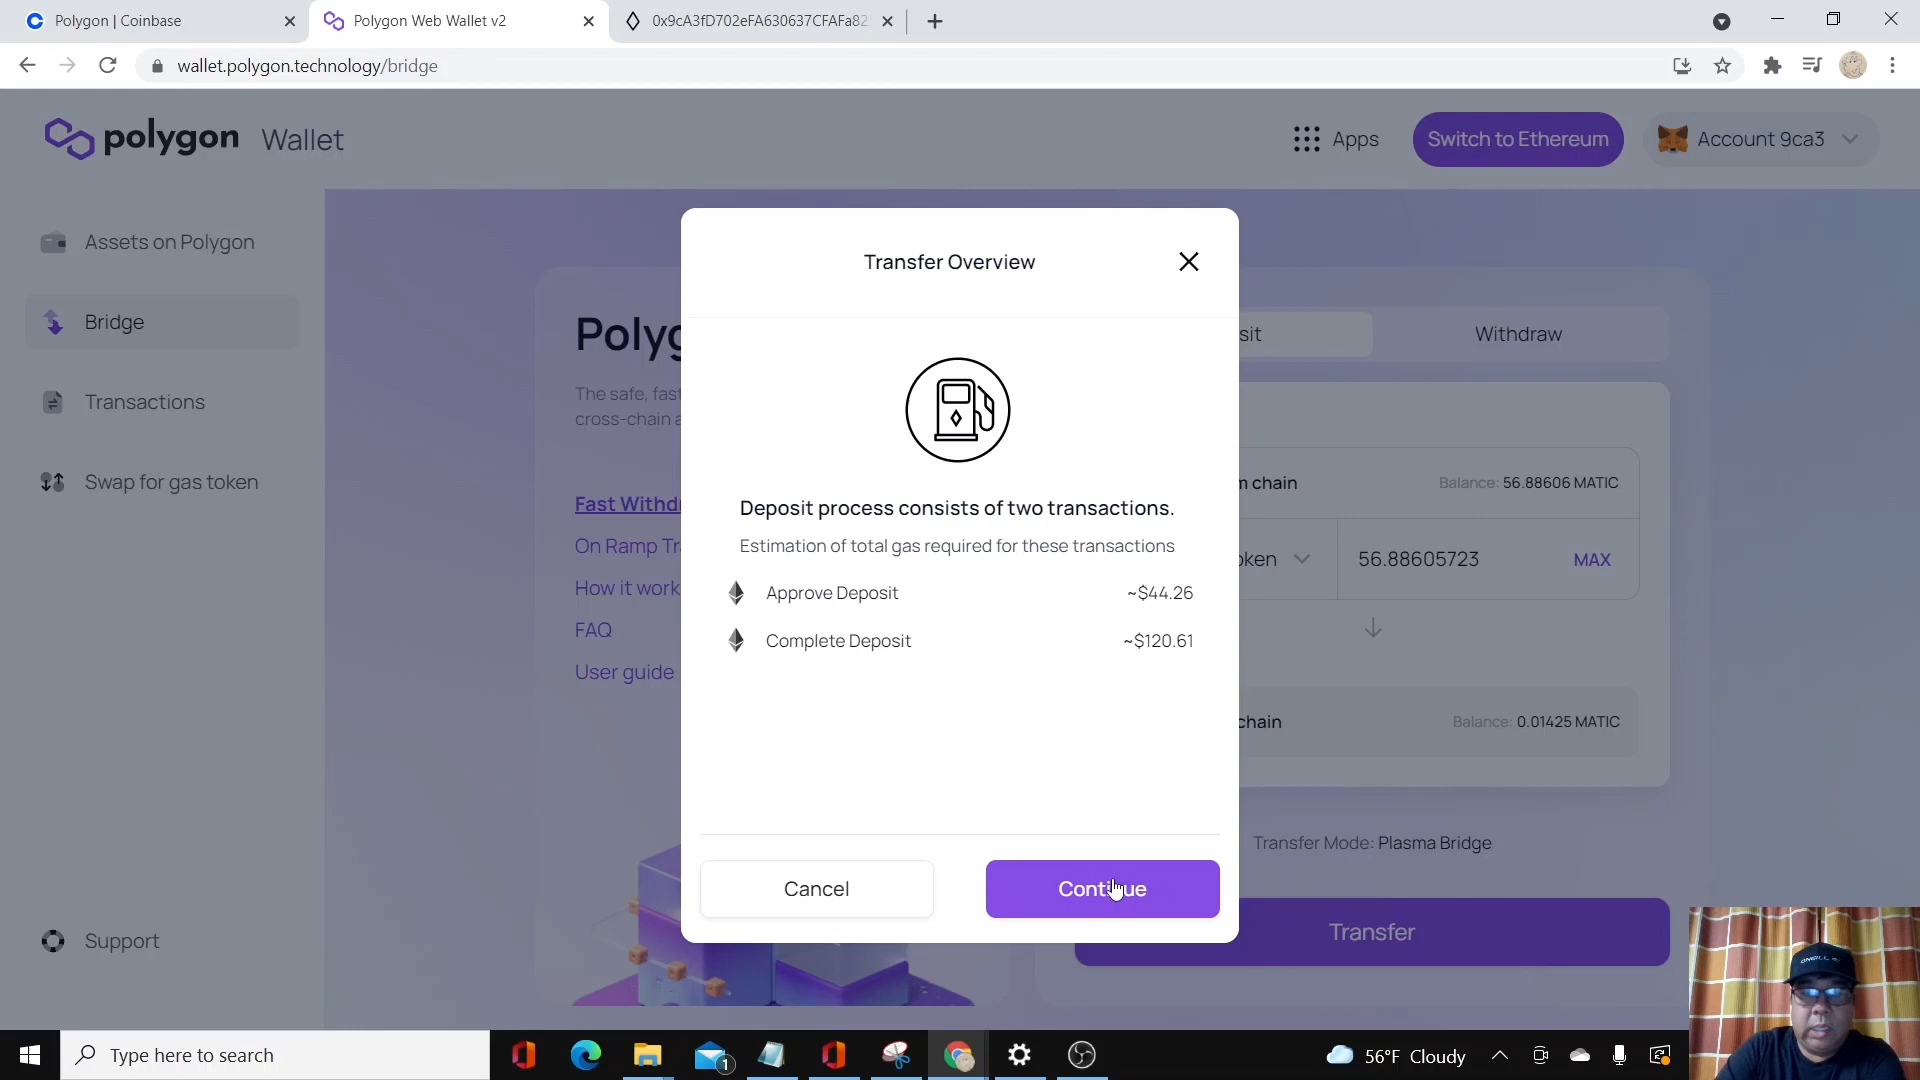 Polygon | Coinbase
Polygon Web Wallet v2
0x9cA3fD702eFA630637CFAFa82
wallet.polygon.technology/bridge
polygon Wallet
Apps
Switch to Ethereum
Account 9ca3
Assets on Polygon
Bridge
Transactions
Swap for gas token
Support
Polyg
The safe, fas
cross-chain a
Fast Withd
On Ramp Tr
How it work
FAQ
User guide
Transfer Overview
Deposit process consists of two transactions.
Estimation of total gas required for these transactions
Approve Deposit ~$44.26
Complete Deposit ~$120.61
Cancel
Continue
sit
Withdraw
m chain
Balance: 56.88606 MATIC
oken
56.88605723
MAX
chain
Balance: 0.01425 MATIC
Transfer Mode: Plasma Bridge
Transfer
O'NEILL
Type here to search
1
56°F Cloudy